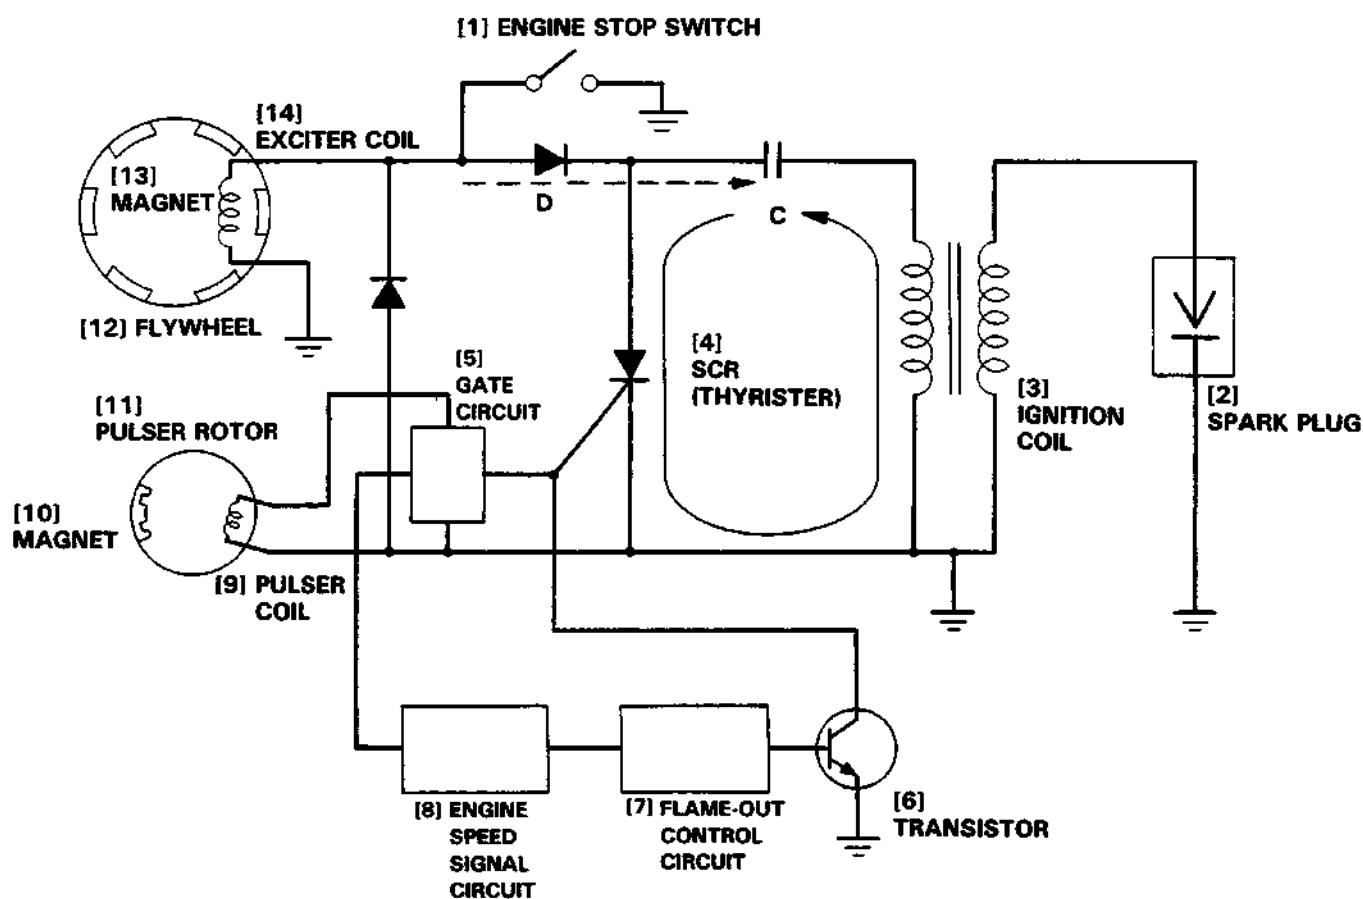 [1] ENGINE STOP SWITCH
[14]
EXCITER COIL
[13]
MAGNET
D
C
[12] FLYWHEEL
[4]
SCR
(THYRISTER)
[5]
GATE
CIRCUIT
[3]
IGNITION
COIL
[2]
SPARK PLUG
[11]
PULSER ROTOR
[10]
MAGNET
[9] PULSER
COIL
[8] ENGINE
SPEED
SIGNAL
CIRCUIT
[7] FLAME-OUT
CONTROL
CIRCUIT
[6]
TRANSISTOR